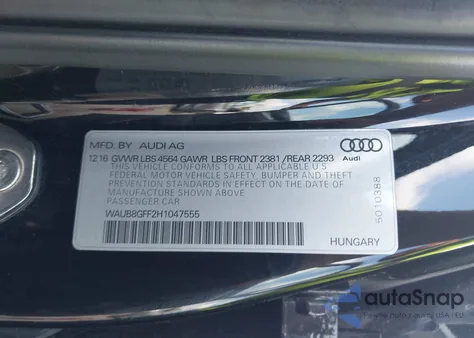 MFD. BY AUDI AG
12 16 GVWR LBS 4564 GAWR LBS FRONT 2381 /REAR 2293
THIS VEHICLE CONFORMS TO ALL APPLICABLE U S
FEDERAL MOTOR VEHICLE SAFETY, BUMPER AND THEFT
PREVENTION STANDARDS IN EFFECT ON THE DATE OF
MANUFACTURE SHOWN ABOVE.
PASSENGER CAR
WAUB8GFF2H1047555
Audi
6010388
HUNGARY
autoSnap